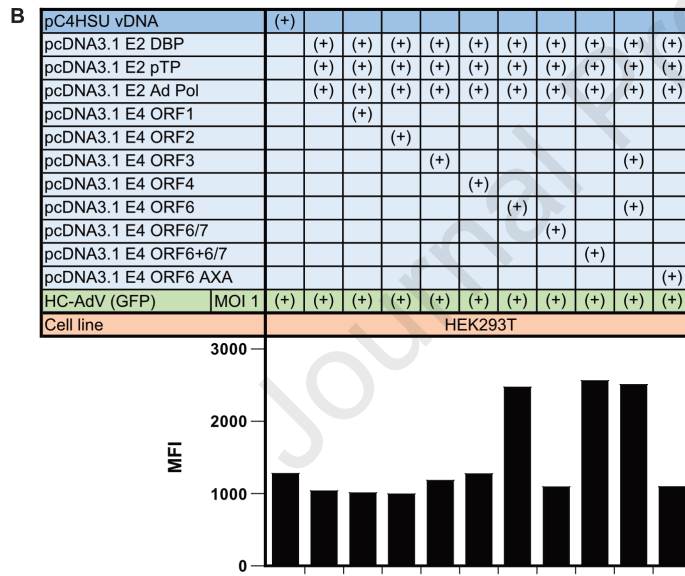 B
pC4HSU vDNA (+)
pcDNA3.1 E2 DBP (+) (+) (+) (+) (+) (+) (+) (+) (+) (+)
pcDNA3.1 E2 pTP (+) (+) (+) (+) (+) (+) (+) (+) (+) (+)
pcDNA3.1 E2 Ad Pol (+) (+) (+) (+) (+) (+) (+) (+) (+) (+)
pcDNA3.1 E4 ORF1 (+)
pcDNA3.1 E4 ORF2 (+)
pcDNA3.1 E4 ORF3 (+) (+)
pcDNA3.1 E4 ORF4 (+)
pcDNA3.1 E4 ORF6 (+) (+)
pcDNA3.1 E4 ORF6/7 (+)
pcDNA3.1 E4 ORF6+6/7 (+)
pcDNA3.1 E4 ORF6 AXA (+)
HC-AdV (GFP) MOI 1 (+) (+) (+) (+) (+) (+) (+) (+) (+) (+) (+)
Cell line HEK293T
3000
2000
MFI
1000
0
Journal Pre